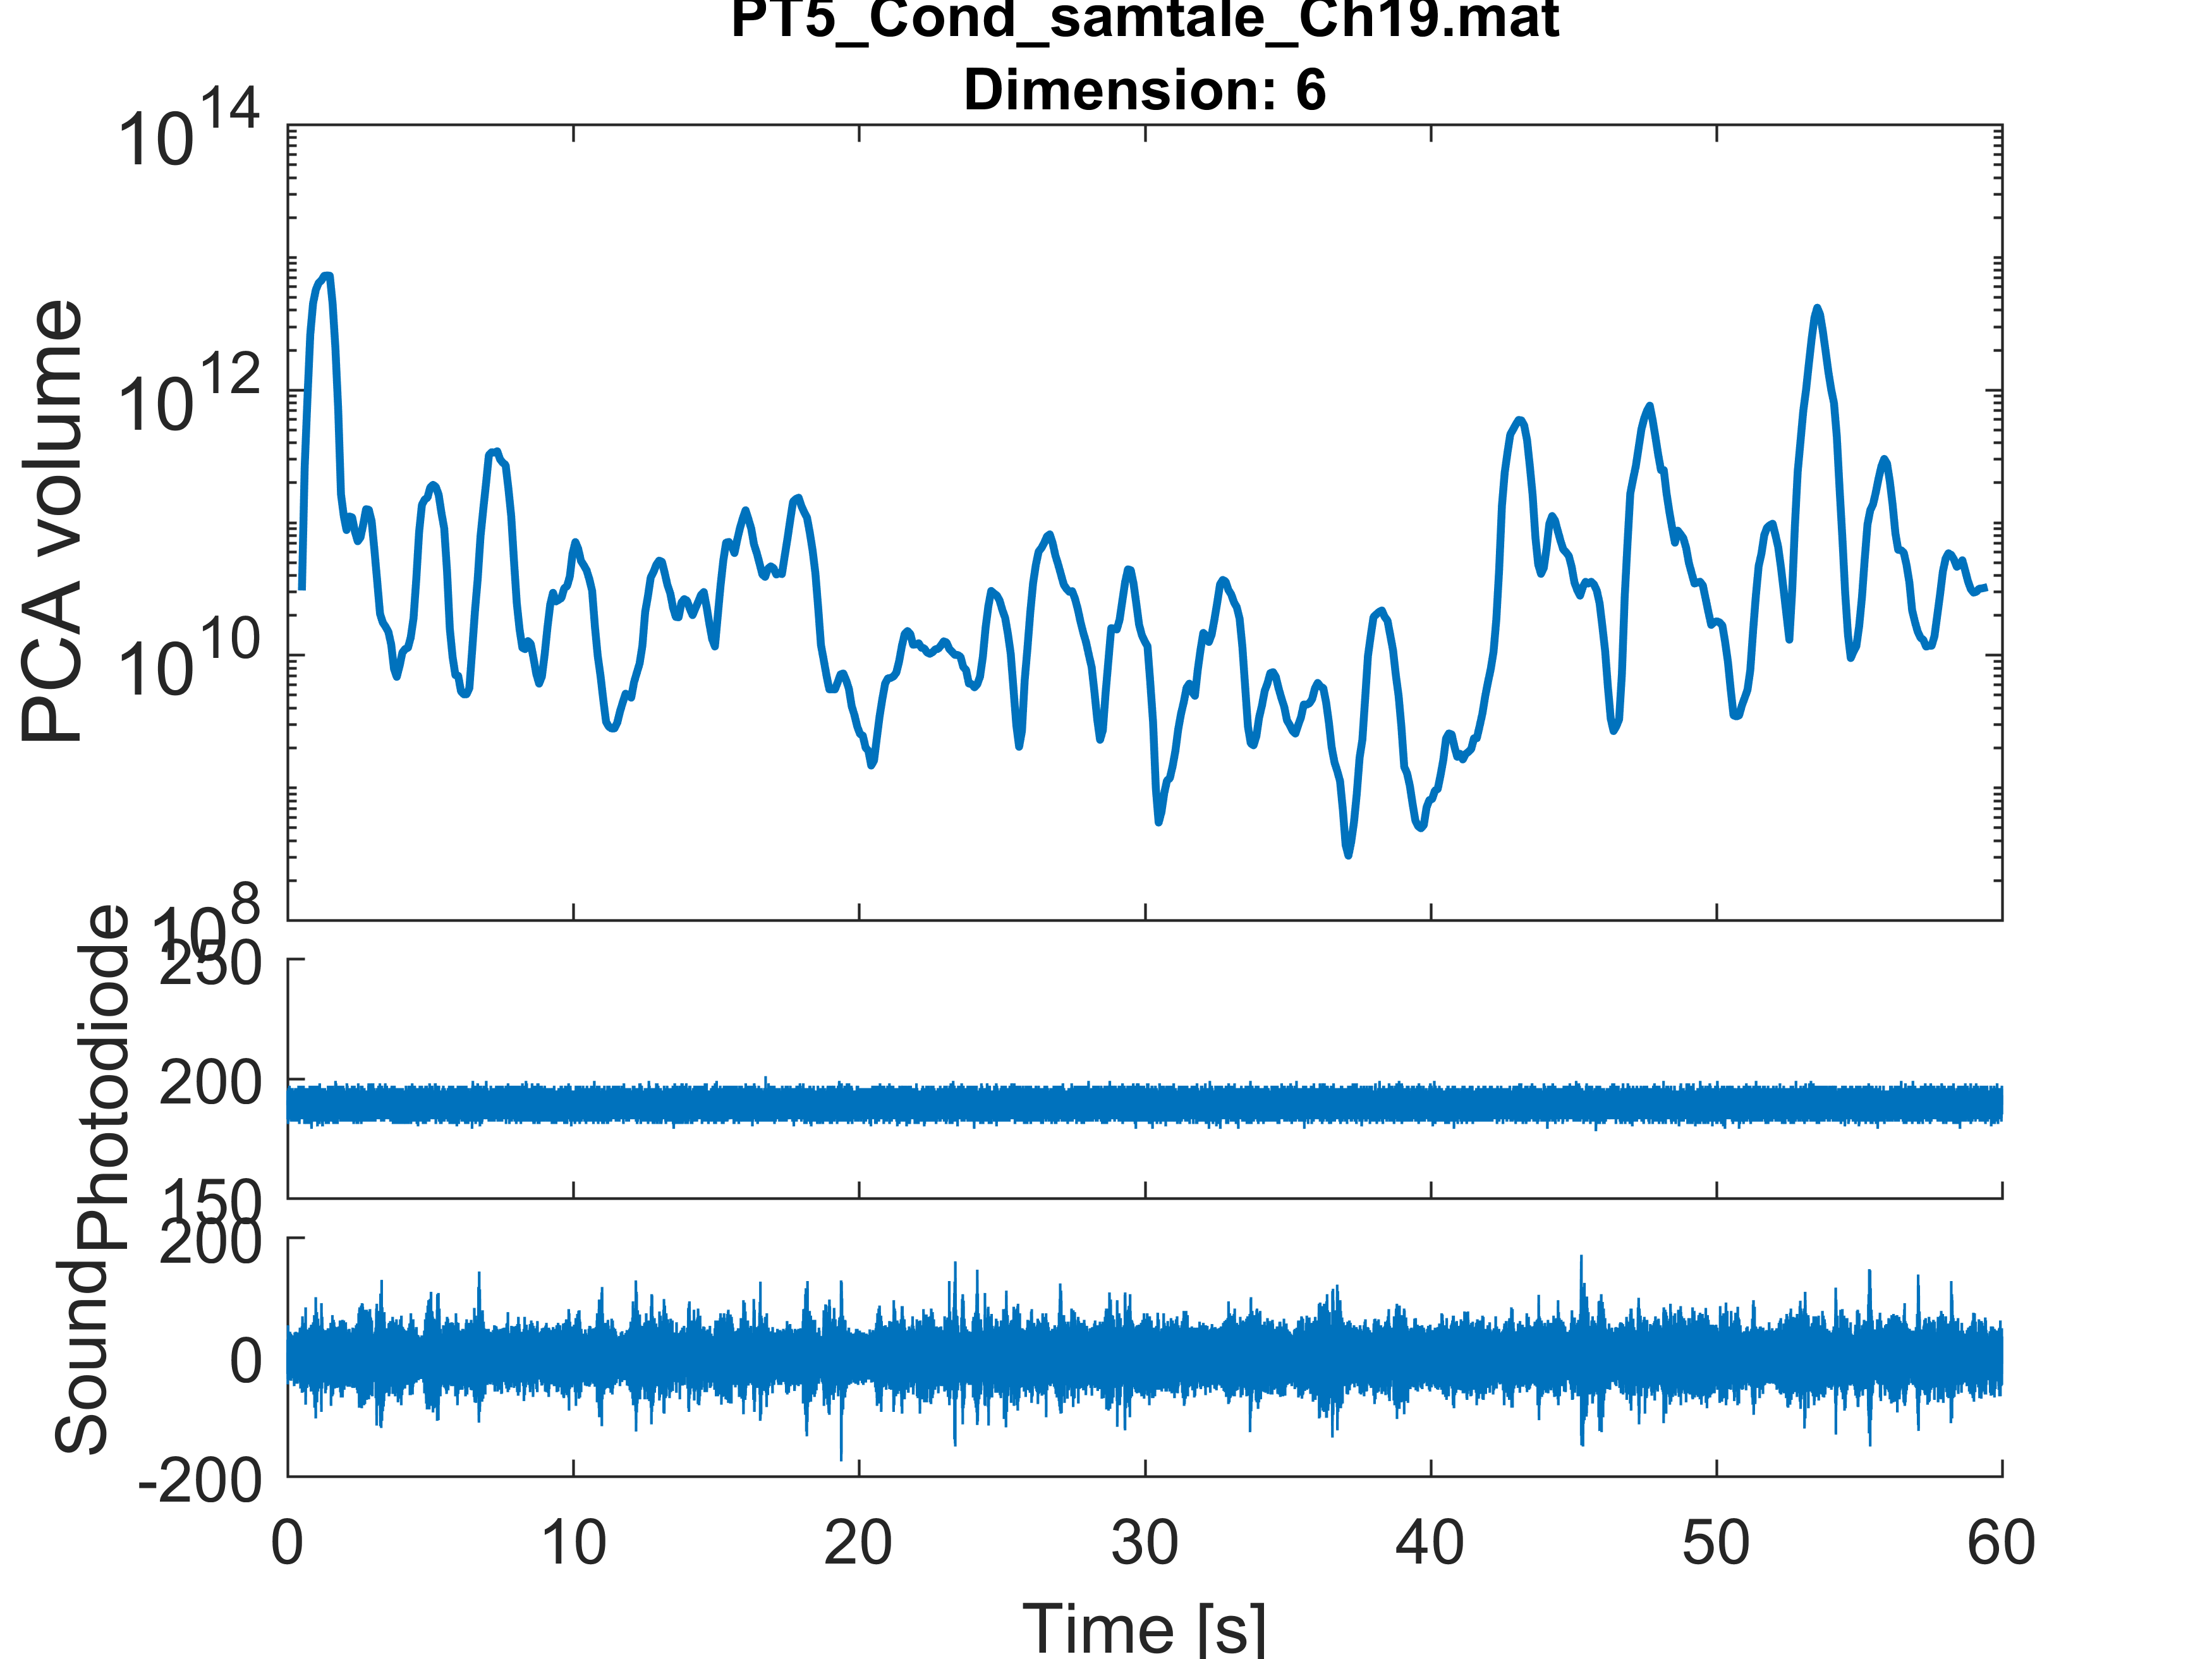 PT5_Cond_samtale_Ch19.mat
Dimension: 6
PCA volume
10^14
10^12
10^10
10^8
Photodiode
250
200
150
Sound
200
0
-200
0 10 20 30 40 50 60
Time [s]